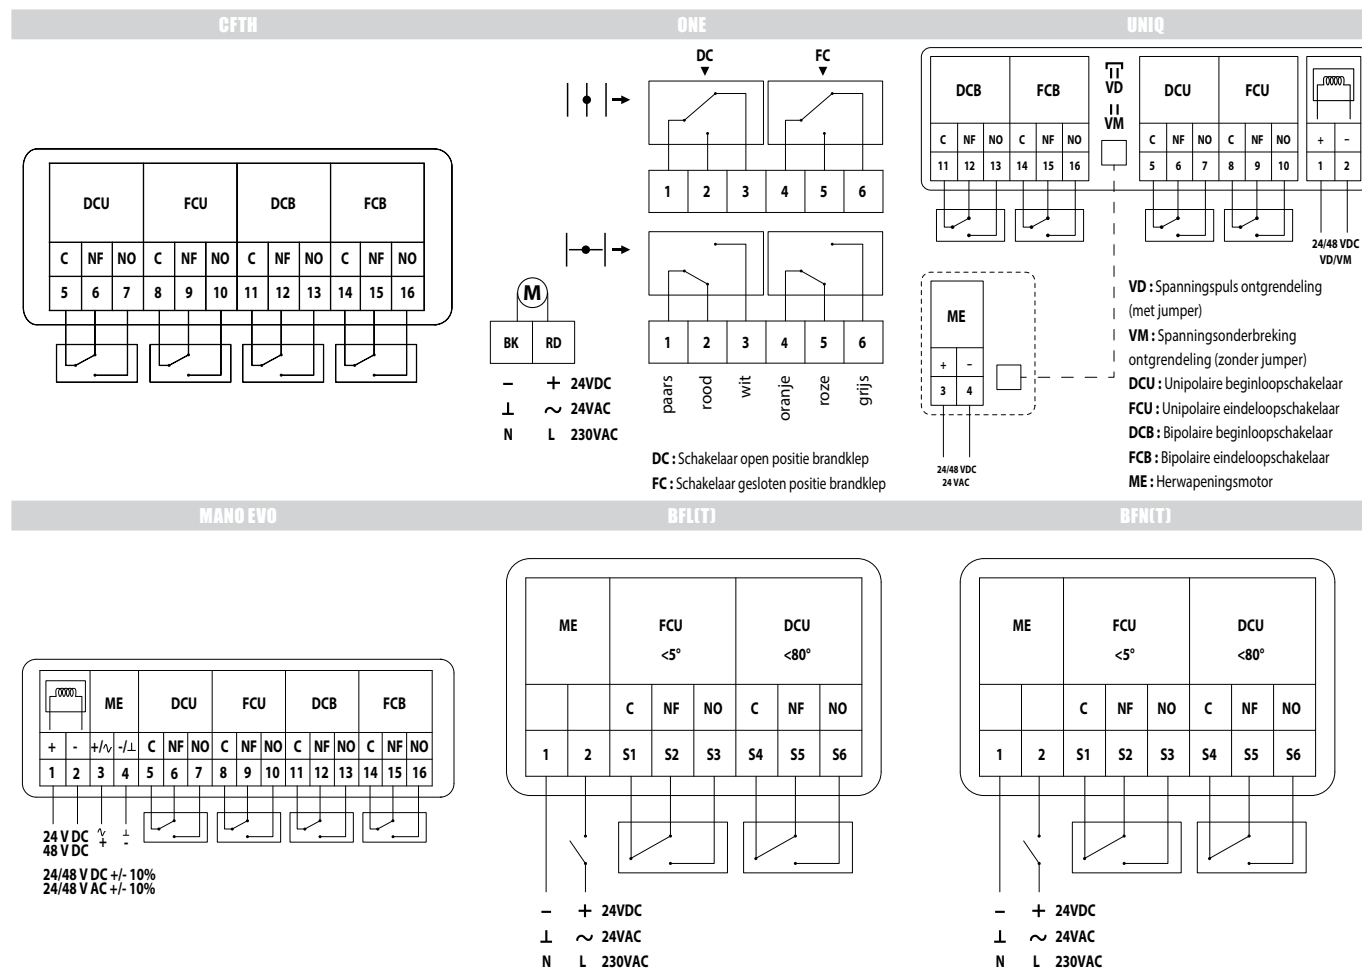 CFTH
DCU FCU DCB FCB
C NF NO C NF NO C NF NO C NF NO
5 6 7 8 9 10 11 12 13 14 15 16
ONE
DC FC
1 2 3 4 5 6
M
BK RD
1 2 3 4 5 6
paars rood wit oranje roze grijs
– + 24VDC
⊥ ~ 24VAC
N L 230VAC
DC : Schakelaar open positie brandklep
FC : Schakelaar gesloten positie brandklep
UNIQ
DCB FCB VD VM DCU FCU
C NF NO C NF NO C NF NO C NF NO + –
11 12 13 14 15 16 5 6 7 8 9 10 1 2
24/48 VDC
VD/VM
ME
+ –
3 4
24/48 VDC
24 VAC
VD : Spanningspuls ontgrendeling
(met jumper)
VM : Spanningsonderbreking
ontgrendeling (zonder jumper)
DCU : Unipolaire beginloopschakelaar
FCU : Unipolaire eindeloopschakelaar
DCB : Bipolaire beginloopschakelaar
FCB : Bipolaire eindeloopschakelaar
ME : Herwapeningsmotor
MANO EVO
ME DCU FCU DCB FCB
+ - +/∿ -/⊥ C NF NO C NF NO C NF NO C NF NO
1 2 3 4 5 6 7 8 9 10 11 12 13 14 15 16
24 V DC ∿ ⊥
48 V DC + -
24/48 V DC +/- 10%
24/48 V AC +/- 10%
BFL(T)
ME FCU DCU
<5° <80°
C NF NO C NF NO
1 2 S1 S2 S3 S4 S5 S6
– + 24VDC
⊥ ~ 24VAC
N L 230VAC
BFN(T)
ME FCU DCU
<5° <80°
C NF NO C NF NO
1 2 S1 S2 S3 S4 S5 S6
– + 24VDC
⊥ ~ 24VAC
N L 230VAC